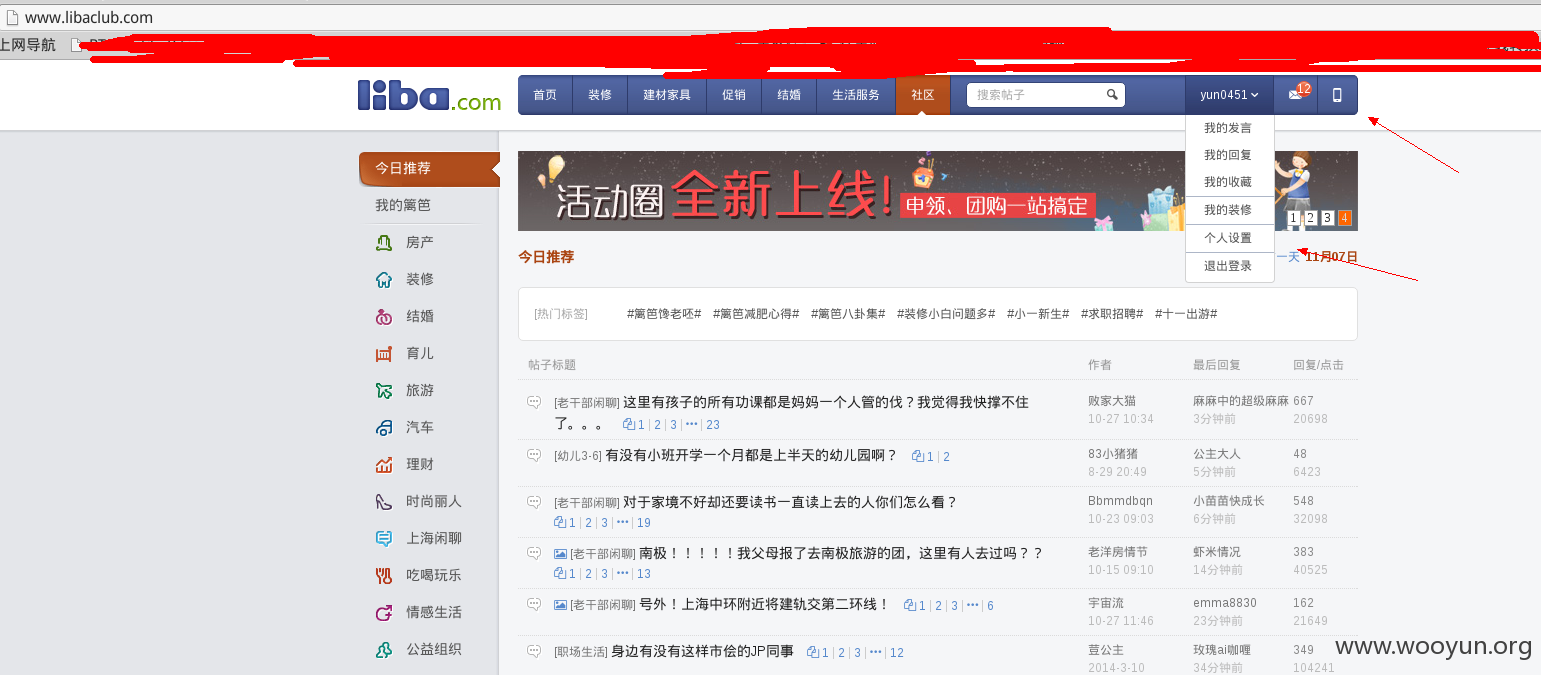 www.libaclub.com
上网导航
liba.com
首页 装修 建材家具 促销 结婚 生活服务 社区 搜索帖子 yun0451 12
我的发言
我的回复
我的收藏
我的装修
个人设置
退出登录
今日推荐
我的篱笆
房产
装修
结婚
育儿
旅游
汽车
理财
时尚丽人
上海闲聊
吃喝玩乐
情感生活
公益组织
活动圈全新上线! 申领、团购一站搞定
1 2 3 4
今日推荐 一天 11月07日
[热门标签] #篱笆馋老呸# #篱笆减肥心得# #篱笆八卦集# #装修小白问题多# #小一新生# #求职招聘# #十一出游#
帖子标题 作者 最后回复 回复/点击
[老干部闲聊] 这里有孩子的所有功课都是妈妈一个人管的伐？我觉得我快撑不住 败家大猫 麻麻中的超级麻麻 667
了。。。 1 | 2 | 3 | ··· | 23 10-27 10:34 3分钟前 20698
[幼儿3-6] 有没有小班开学一个月都是上半天的幼儿园啊？ 1 | 2 83小猪猪 公主大人 48
8-29 20:49 5分钟前 6423
[老干部闲聊] 对于家境不好却还要读书一直读上去的人你们怎么看？ Bbmmdbqn 小苗苗快成长 548
1 | 2 | 3 | ··· | 19 10-23 09:03 6分钟前 32098
[老干部闲聊] 南极！！！！！我父母报了去南极旅游的团，这里有人去过吗？？ 老洋房情节 虾米情况 383
1 | 2 | 3 | ··· | 13 10-15 09:10 14分钟前 40525
[老干部闲聊] 号外！上海中环附近将建轨交第二环线！ 1 | 2 | 3 | ··· | 6 宇宙流 emma8830 162
10-27 11:46 23分钟前 21649
[职场生活] 身边有没有这样市侩的JP同事 1 | 2 | 3 | ··· | 12 荳公主 玫瑰ai咖喱 349
2014-3-10 34分钟前 104241
www.wooyun.org